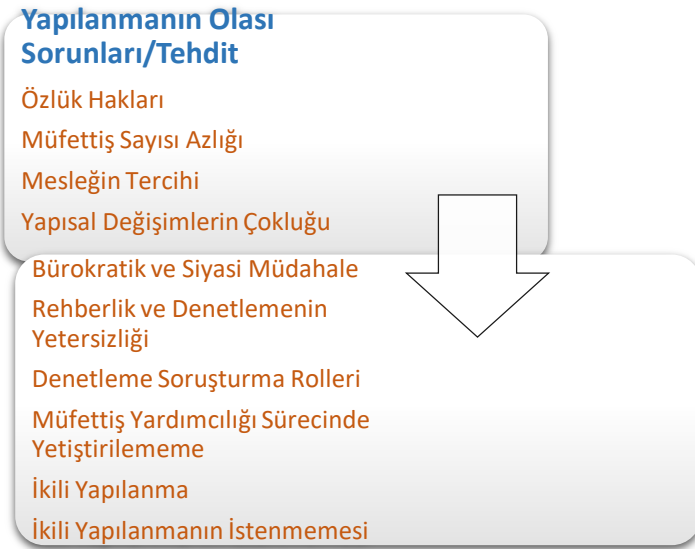 Yapılanmanın Olası
Sorunları/Tehdit
Özlük Hakları
Müfettiş Sayısı Azlığı
Mesleğin Tercihi
Yapısal Değişimlerin Çokluğu
Bürokratik ve Siyasi Müdahale
Rehberlik ve Denetlemenin
Yetersizliği
Denetleme Soruşturma Rolleri
Müfettiş Yardımcılığı Sürecinde
Yetiştirilememe
İkili Yapılanma
İkili Yapılanmanın İstenmemesi